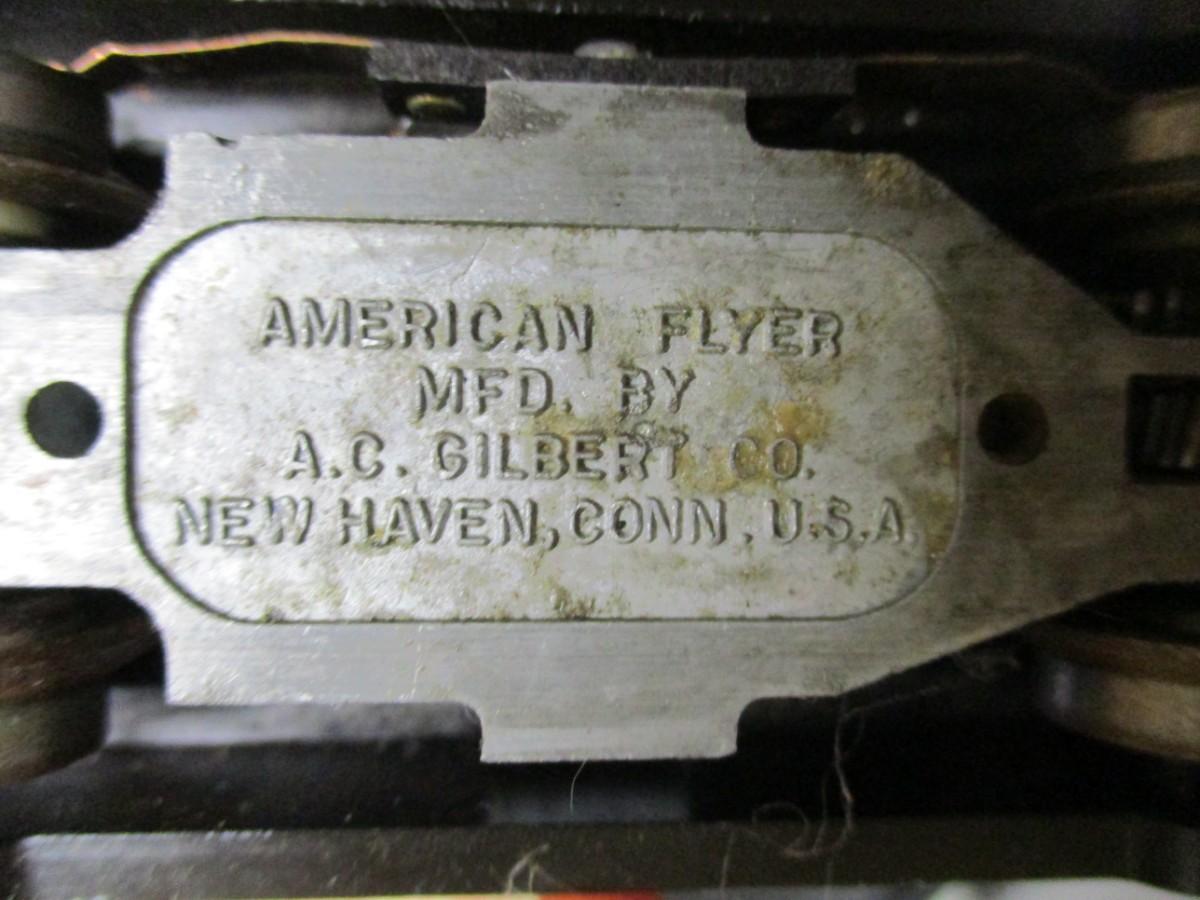 AMERICAN FLYER
MFD. BY
A.C. GILBERT CO.
NEW HAVEN, CONN. U.S.A.